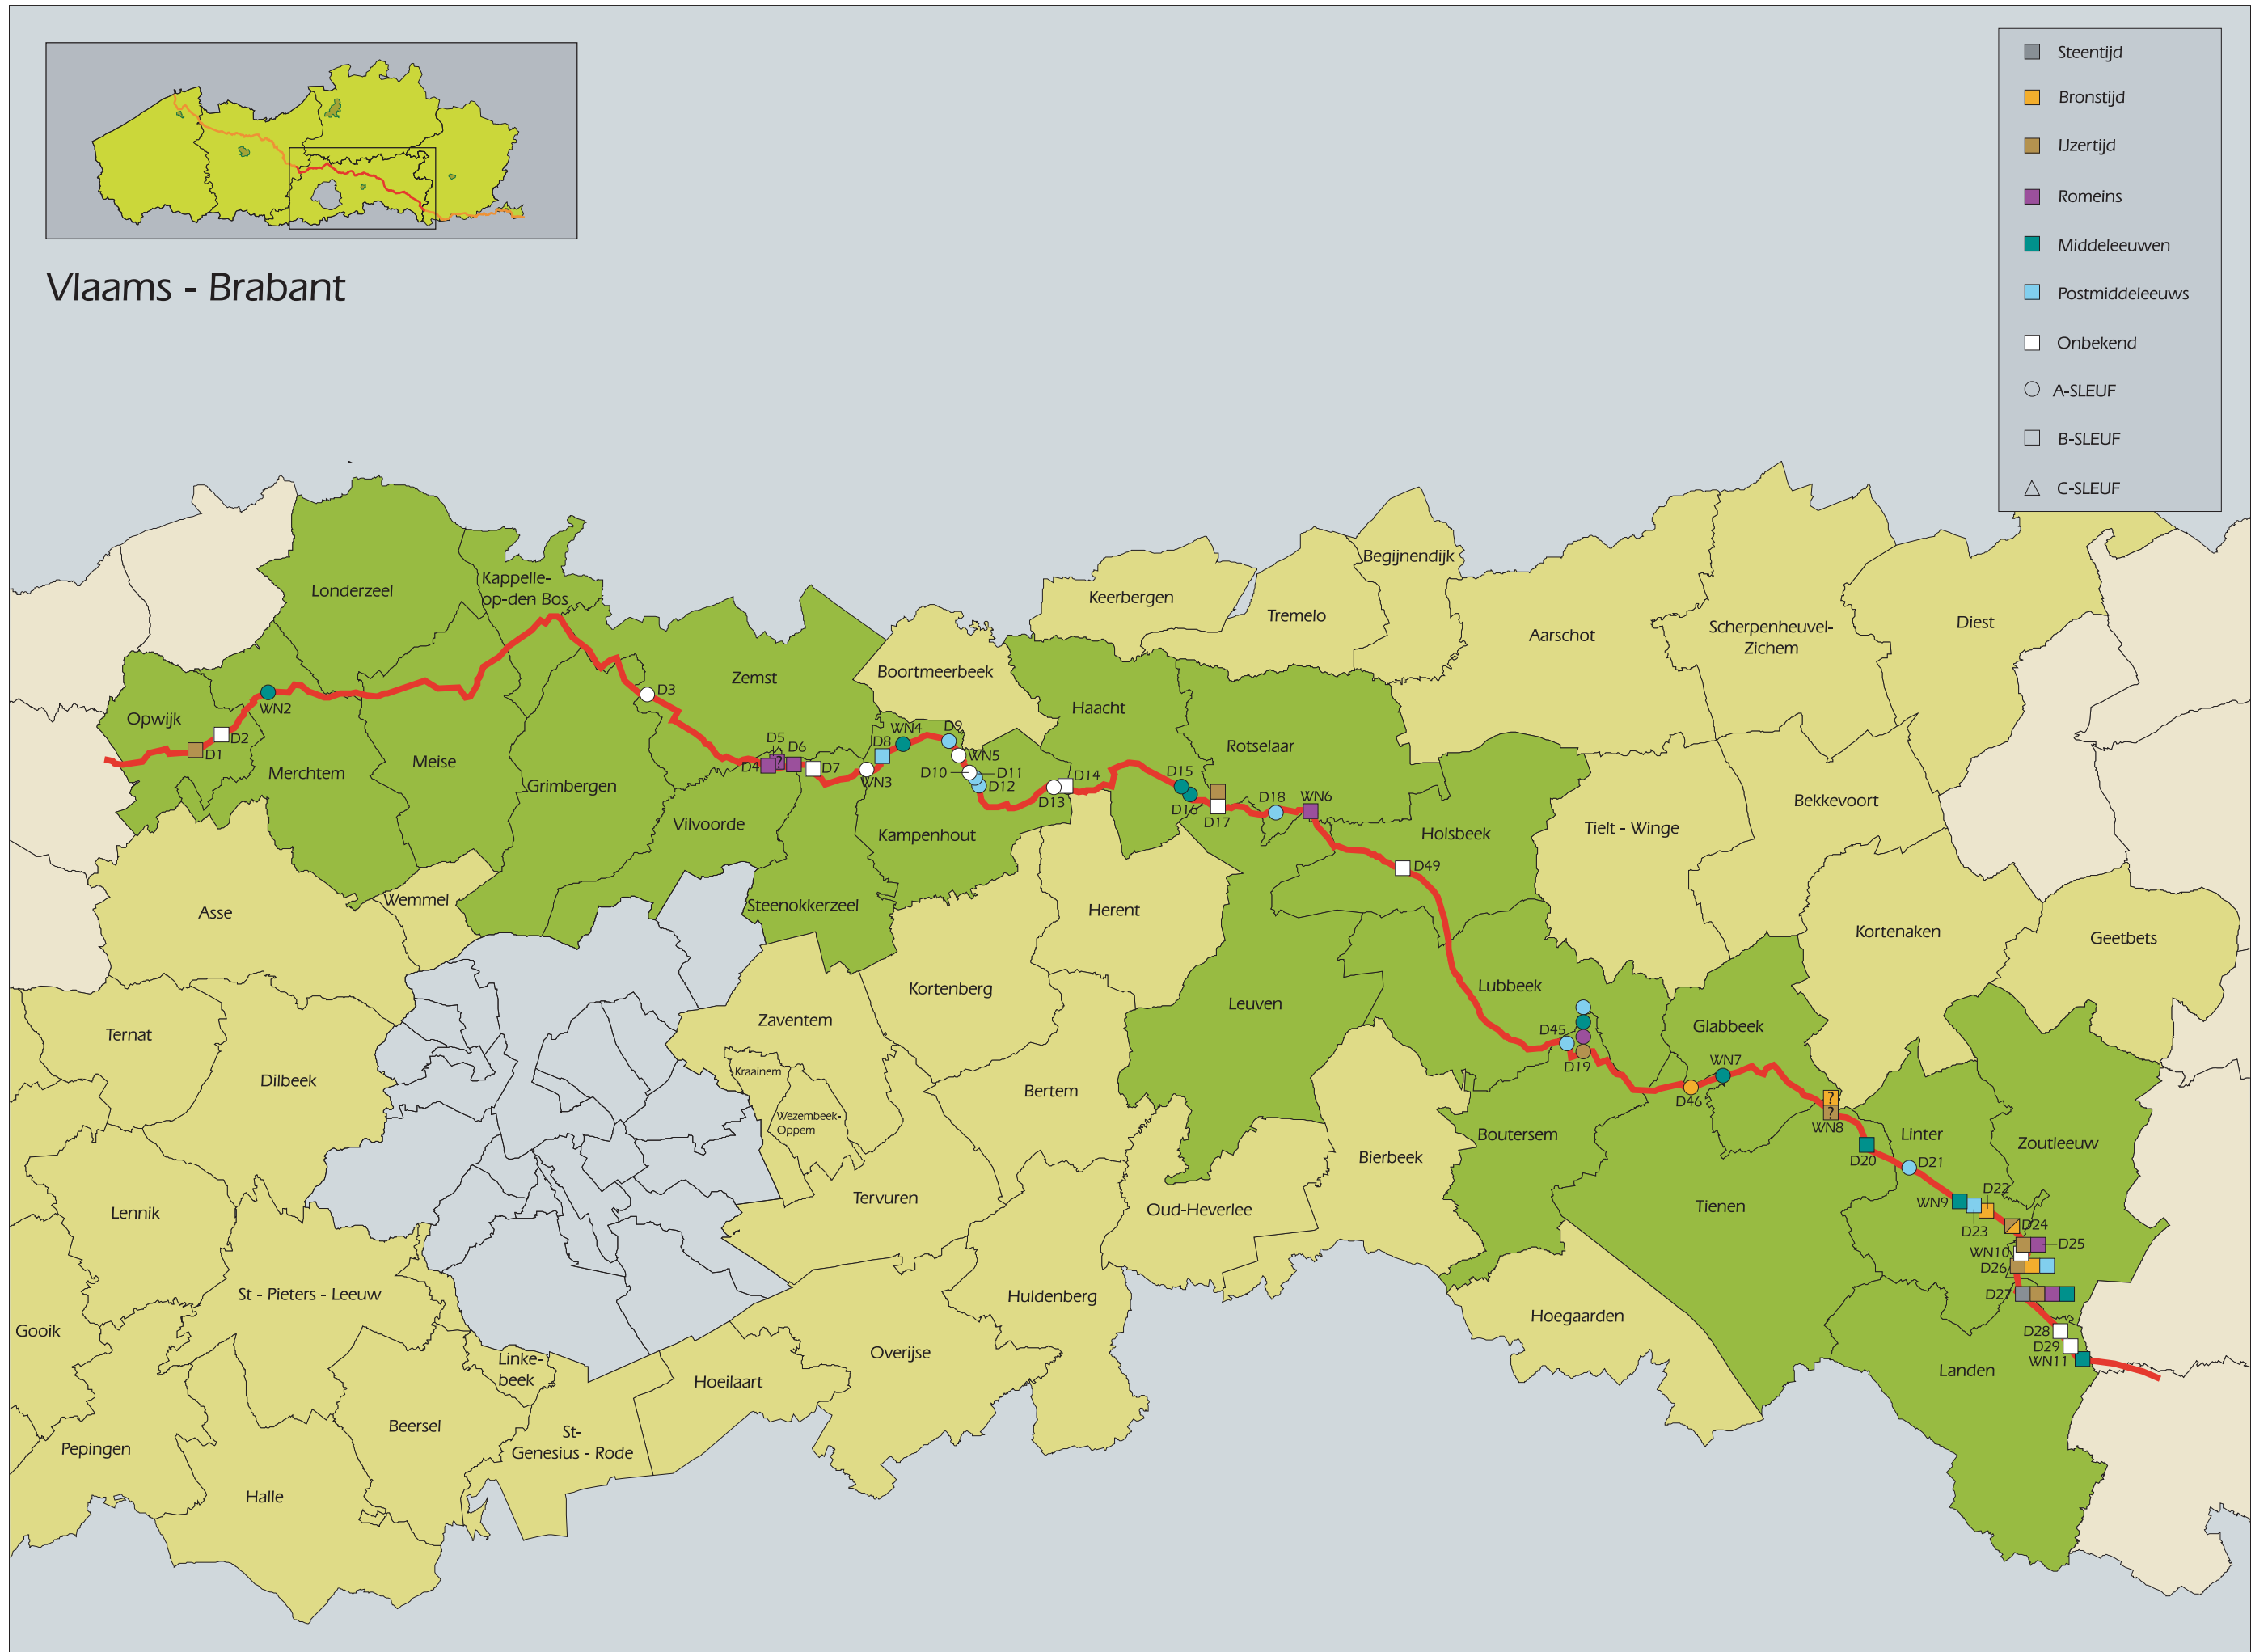 Vlaams - Brabant
Steentijd
Bronstijd
IJzertijd
Romeins
Middeleeuwen
Postmiddeleeuws
Onbekend
A-SLEUF
B-SLEUF
C-SLEUF
Londerzeel
Kappelle-
op-den Bos
Opwijk
Merchtem
Meise
Grimbergen
Zemst
Vilvoorde
Steenokkerzeel
Boortmeerbeek
Kampenhout
Haacht
Keerbergen
Tremelo
Begijnendijk
Rotselaar
Aarschot
Scherpenheuvel-
Zichem
Diest
Holsbeek
Tielt - Winge
Bekkevoort
Kortenaken
Geetbets
Asse
Wemmel
Herent
Leuven
Lubbeek
Glabbeek
Kortenberg
Zaventem
Kraainem
Wezembeek-
Oppem
Bertem
Tervuren
Ternat
Dilbeek
Lennik
St - Pieters - Leeuw
Gooik
Pepingen
Halle
Beersel
Linke-
beek
St-
Genesius - Rode
Hoeilaart
Overijse
Huldenberg
Oud-Heverlee
Bierbeek
Boutersem
Tienen
Hoegaarden
Linter
Zoutleeuw
Landen
D1
D2
WN2
D3
D4
D5
?
D6
D7
WN3
D8
WN4
D9
WN5
D10
D11
D12
D13
D14
D15
D16
D17
D18
WN6
D49
D45
D19
D46
WN7
?
?
WN8
D20
D21
WN9
D22
D23
D24
D25
WN10
D26
D27
D28
D29
WN11